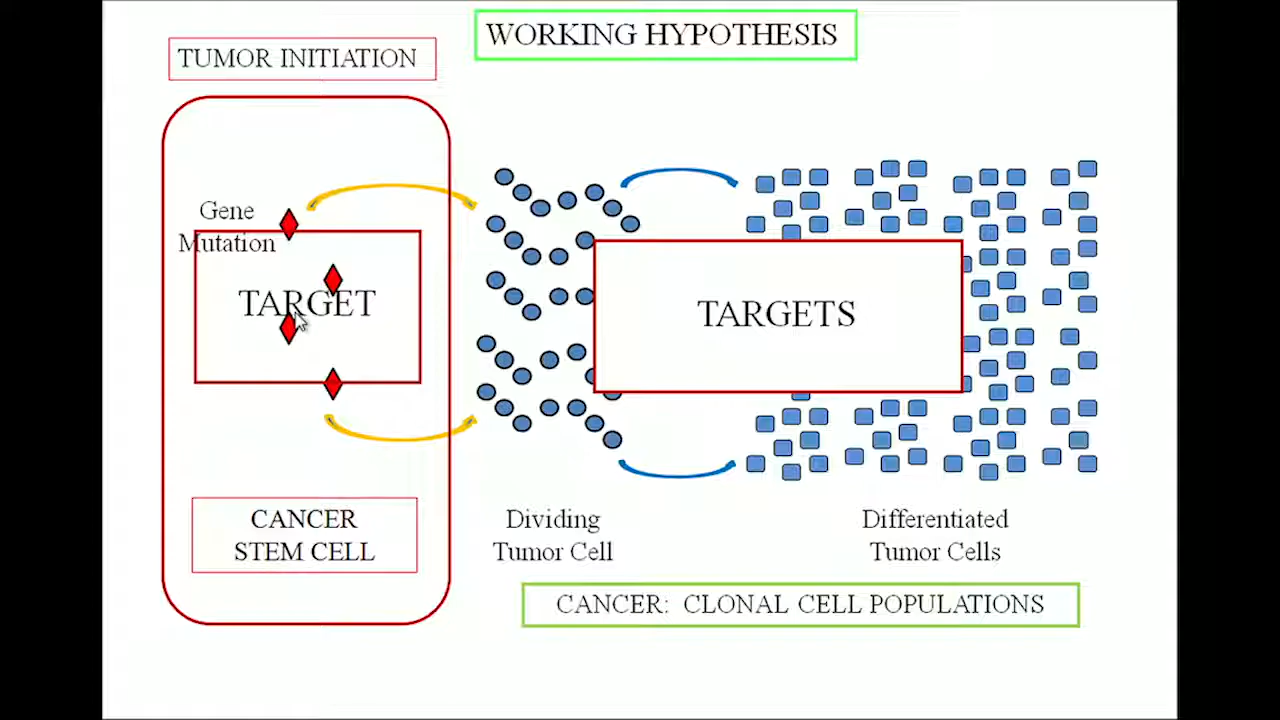 WORKING HYPOTHESIS
TUMOR INITIATION
Gene
Mutation
TARGET
TARGETS
CANCER
STEM CELL
Dividing
Tumor Cell
Differentiated
Tumor Cells
CANCER: CLONAL CELL POPULATIONS